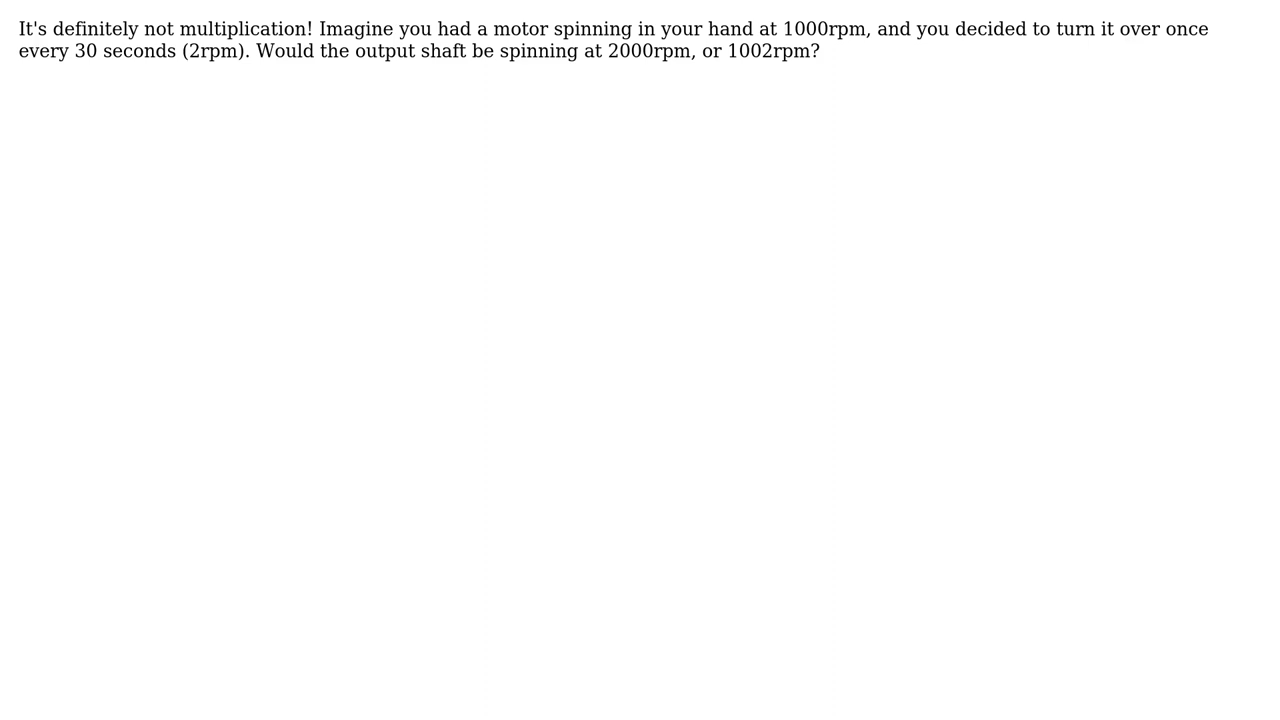 It's definitely not multiplication! Imagine you had a motor spinning in your hand at 1000rpm, and you decided to turn it over once
every 30 seconds (2rpm). Would the output shaft be spinning at 2000rpm, or 1002rpm?